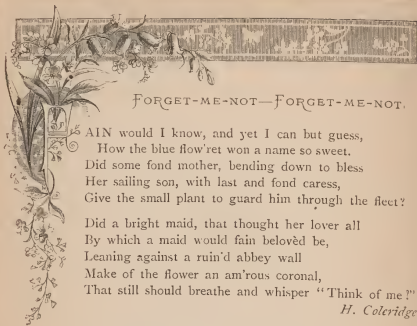 FORGET-ME-NOT—FORGET-ME-NOT.
FAIN would I know, and yet I can but guess,
How the blue flow'ret won a name so sweet.
Did some fond mother, bending down to bless
Her sailing son, with last and fond caress,
Give the small plant to guard him through the fleet?
Did a bright maid, that thought her lover all
By which a maid would fain belovèd be,
Leaning against a ruin'd abbey wall
Make of the flower an am'rous coronal,
That still should breathe and whisper "Think of me?"
H. Coleridge